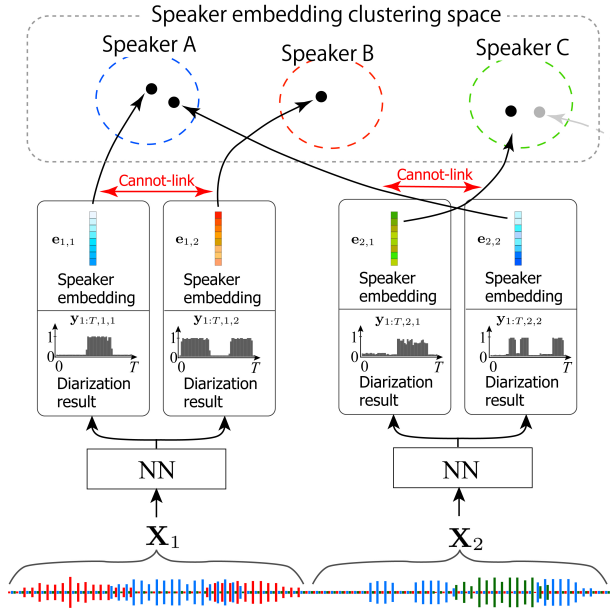 Speaker embedding clustering space
Speaker A
Speaker B
Speaker C
Cannot-link
Cannot-link
e1,1
Speaker
embedding
y1:T,1,1
1
0
T
Diarization
result
e1,2
Speaker
embedding
y1:T,1,2
1
0
T
Diarization
result
e2,1
Speaker
embedding
y1:T,2,1
1
0
T
Diarization
result
e2,2
Speaker
embedding
y1:T,2,2
1
0
T
Diarization
result
NN
NN
X1
X2